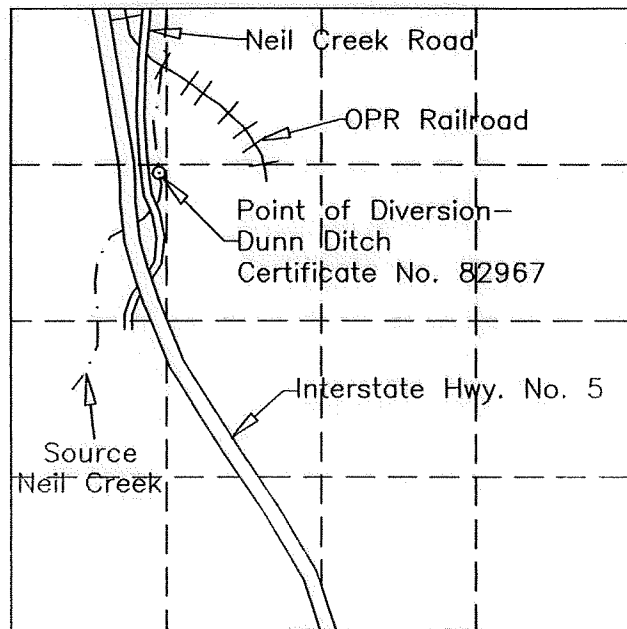 Neil Creek Road
OPR Railroad
Point of Diversion-
Dunn Ditch
Certificate No. 82967
Interstate Hwy. No. 5
Source
Neil Creek